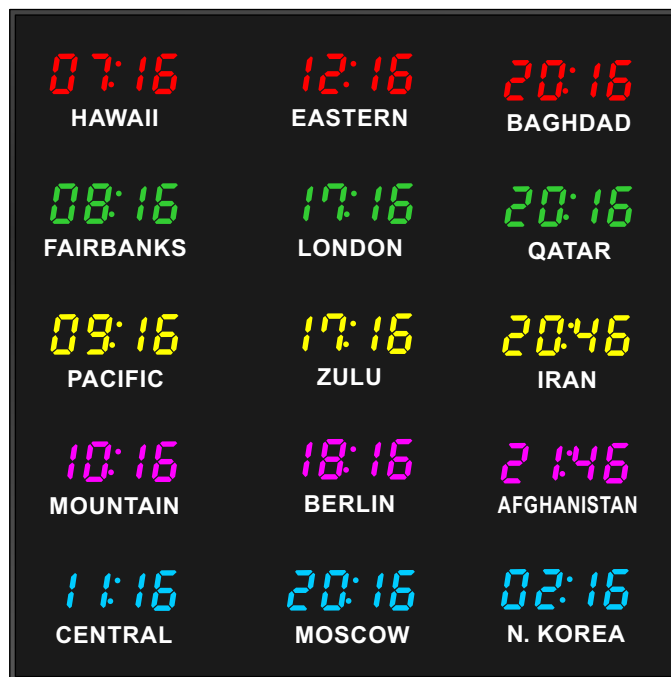 07:16 12:16 20:16
HAWAII EASTERN BAGHDAD
08:16 17:16 20:16
FAIRBANKS LONDON QATAR
09:16 17:16 20:46
PACIFIC ZULU IRAN
10:16 18:16 21:46
MOUNTAIN BERLIN AFGHANISTAN
11:16 20:16 02:16
CENTRAL MOSCOW N. KOREA